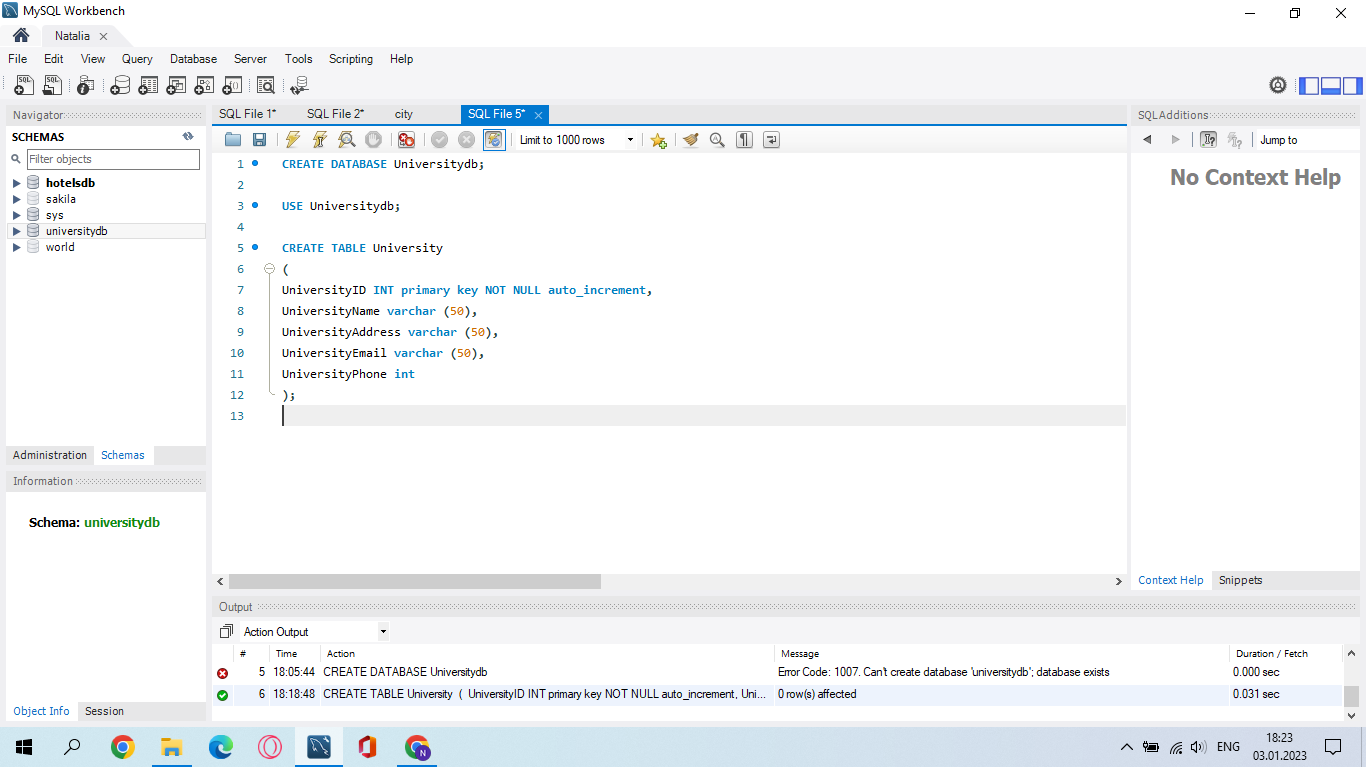 MySQL Workbench
Natalia
File Edit View Query Database Server Tools Scripting Help
Navigator
SCHEMAS
Filter objects
hotelsdb
sakila
sys
universitydb
world
Administration Schemas
Information
Schema: universitydb
Object Info Session
SQL File 1* SQL File 2* city SQL File 5*
Limit to 1000 rows
1 CREATE DATABASE Universitydb;
2
3 USE Universitydb;
4
5 CREATE TABLE University
6 (
7 UniversityID INT primary key NOT NULL auto_increment,
8 UniversityName varchar (50),
9 UniversityAddress varchar (50),
10 UniversityEmail varchar (50),
11 UniversityPhone int
12 );
13
SQLAdditions
Jump to
No Context Help
Context Help Snippets
Output
Action Output
# Time Action Message Duration / Fetch
5 18:05:44 CREATE DATABASE Universitydb Error Code: 1007. Can't create database 'universitydb'; database exists 0.000 sec
6 18:18:48 CREATE TABLE University ( UniversityID INT primary key NOT NULL auto_increment, Uni... 0 row(s) affected 0.031 sec
N
ENG
18:23
03.01.2023